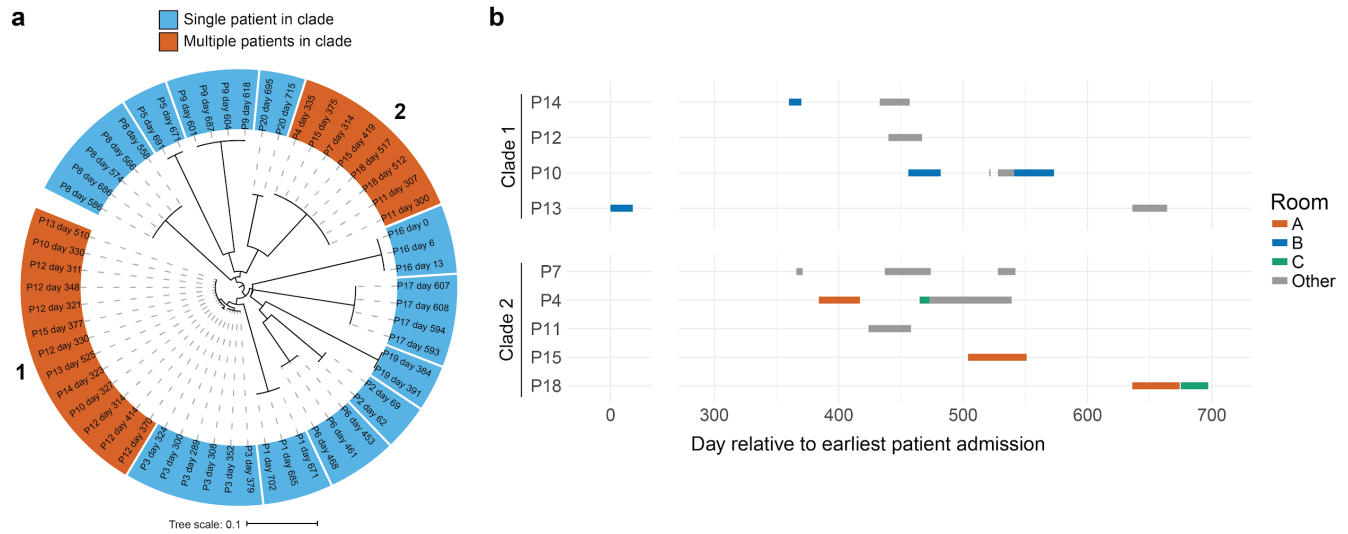 a
Single patient in clade
Multiple patients in clade
P8 day 586
P8 day 686
P8 day 574
P8 day 566
P8 day 558
P5 day 691
P5 day 671
P9 day 601
P9 day 687
P9 day 604
P9 day 618
P20 day 695
P20 day 715
P4 day 335
P15 day 375
P7 day 314
P15 day 419
P18 day 517
P18 day 512
P11 day 307
P11 day 300
2
P16 day 0
P16 day 6
P16 day 13
P17 day 607
P17 day 608
P17 day 594
P17 day 593
P19 day 384
P19 day 391
P2 day 69
P2 day 62
P6 day 453
P6 day 461
P6 day 468
P1 day 671
P1 day 685
P1 day 702
P3 day 379
P3 day 352
P3 day 308
P3 day 289
P3 day 300
P3 day 324
P12 day 370
P12 day 414
P12 day 314
P10 day 327
P14 day 323
P13 day 525
P12 day 330
P15 day 377
P12 day 321
P12 day 348
P12 day 311
P10 day 330
P13 day 510
1
Tree scale: 0.1
b
Clade 1
P14
P12
P10
P13
Clade 2
P7
P4
P11
P15
P18
0 300 400 500 600 700
Day relative to earliest patient admission
Room
A
B
C
Other